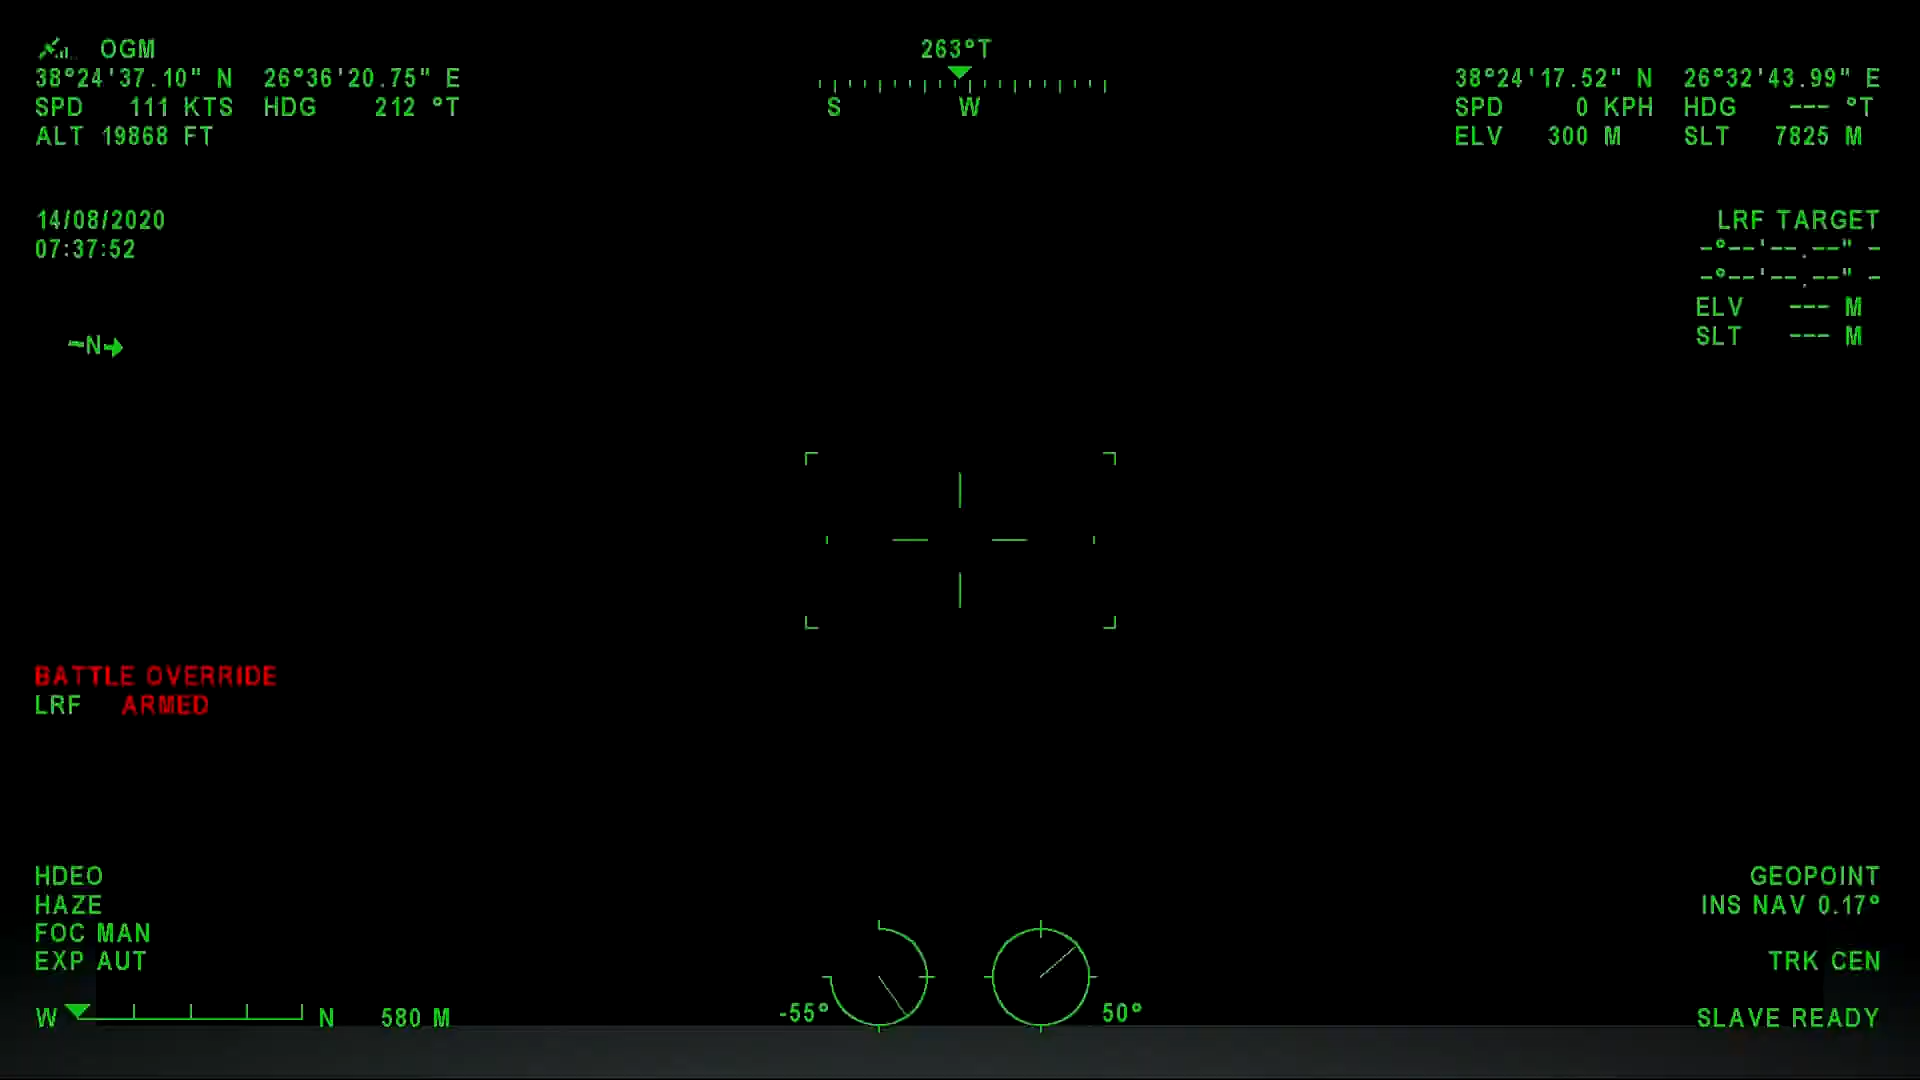 OGM
38°24'37.10" N 26°36'20.75" E
SPD 111 KTS HDG 212 °T
ALT 19868 FT
14/08/2020
07:37:52
N
263°T
S W
38°24'17.52" N 26°32'43.99" E
SPD 0 KPH HDG --- °T
ELV 300 M SLT 7825 M
LRF TARGET
-°--'--.--" -
-°--'--.--" -
ELV --- M
SLT --- M
BATTLE OVERRIDE
LRF ARMED
HDEO
HAZE
FOC MAN
EXP AUT
W N 580 M
-55° 50°
GEOPOINT
INS NAV 0.17°
TRK CEN
SLAVE READY